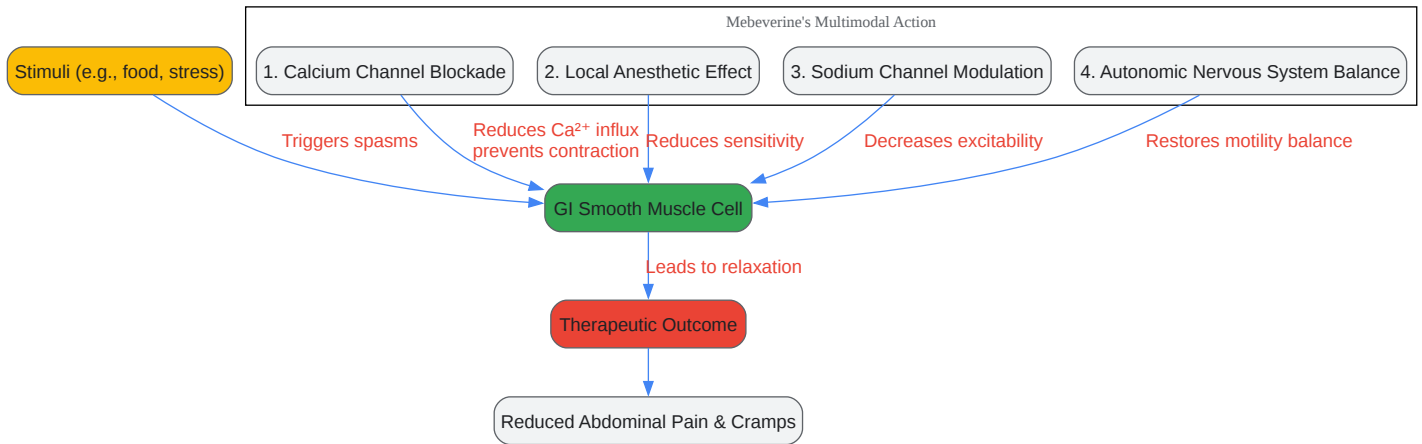 Mebeverine's Multimodal Action
Stimuli (e.g., food, stress)
1. Calcium Channel Blockade
2. Local Anesthetic Effect
3. Sodium Channel Modulation
4. Autonomic Nervous System Balance
Triggers spasms
Reduces Ca²⁺ influx
prevents contraction
Reduces sensitivity
Decreases excitability
Restores motility balance
GI Smooth Muscle Cell
Leads to relaxation
Therapeutic Outcome
Reduced Abdominal Pain & Cramps